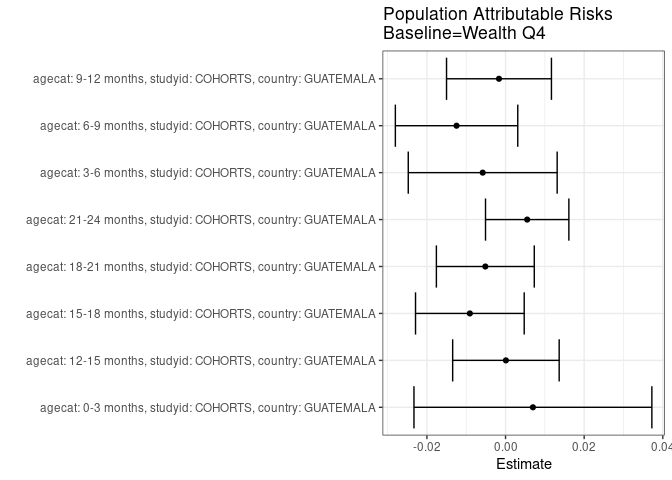 Population Attributable Risks
Baseline=Wealth Q4
agecat: 9-12 months, studyid: COHORTS, country: GUATEMALA
agecat: 6-9 months, studyid: COHORTS, country: GUATEMALA
agecat: 3-6 months, studyid: COHORTS, country: GUATEMALA
agecat: 21-24 months, studyid: COHORTS, country: GUATEMALA
agecat: 18-21 months, studyid: COHORTS, country: GUATEMALA
agecat: 15-18 months, studyid: COHORTS, country: GUATEMALA
agecat: 12-15 months, studyid: COHORTS, country: GUATEMALA
agecat: 0-3 months, studyid: COHORTS, country: GUATEMALA
-0.02 0.00 0.02 0.04
Estimate